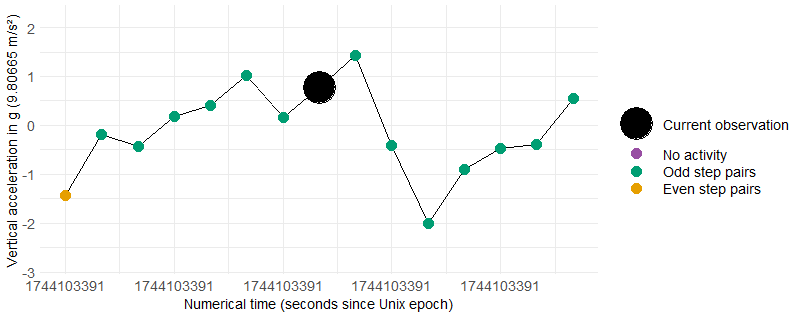 Vertical acceleration in g (9.80665 m/s²)
2
1
0
-1
-2
-3
1744103391 1744103391 1744103391 1744103391 1744103391
Numerical time (seconds since Unix epoch)
Current observation
No activity
Odd step pairs
Even step pairs